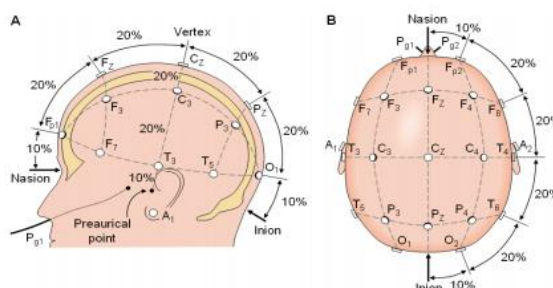 A
Vertex
20%
20%
Fz
Cz
20%
F3
C3
20%
Pz
Fp1
20%
P3
20%
10%
F7
T3
T5
O1
Nasion
10%
10%
Preaurical
point
A1
Inion
Pg1
B
Nasion
10%
Pg1
Pg2
20%
Fp1
Fp2
20%
F7
F3
Fz
F4
F8
A1
T3
C3
Cz
C4
T4
A2
20%
T5
P3
Pz
P4
T6
O1
O2
20%
Inion
10%